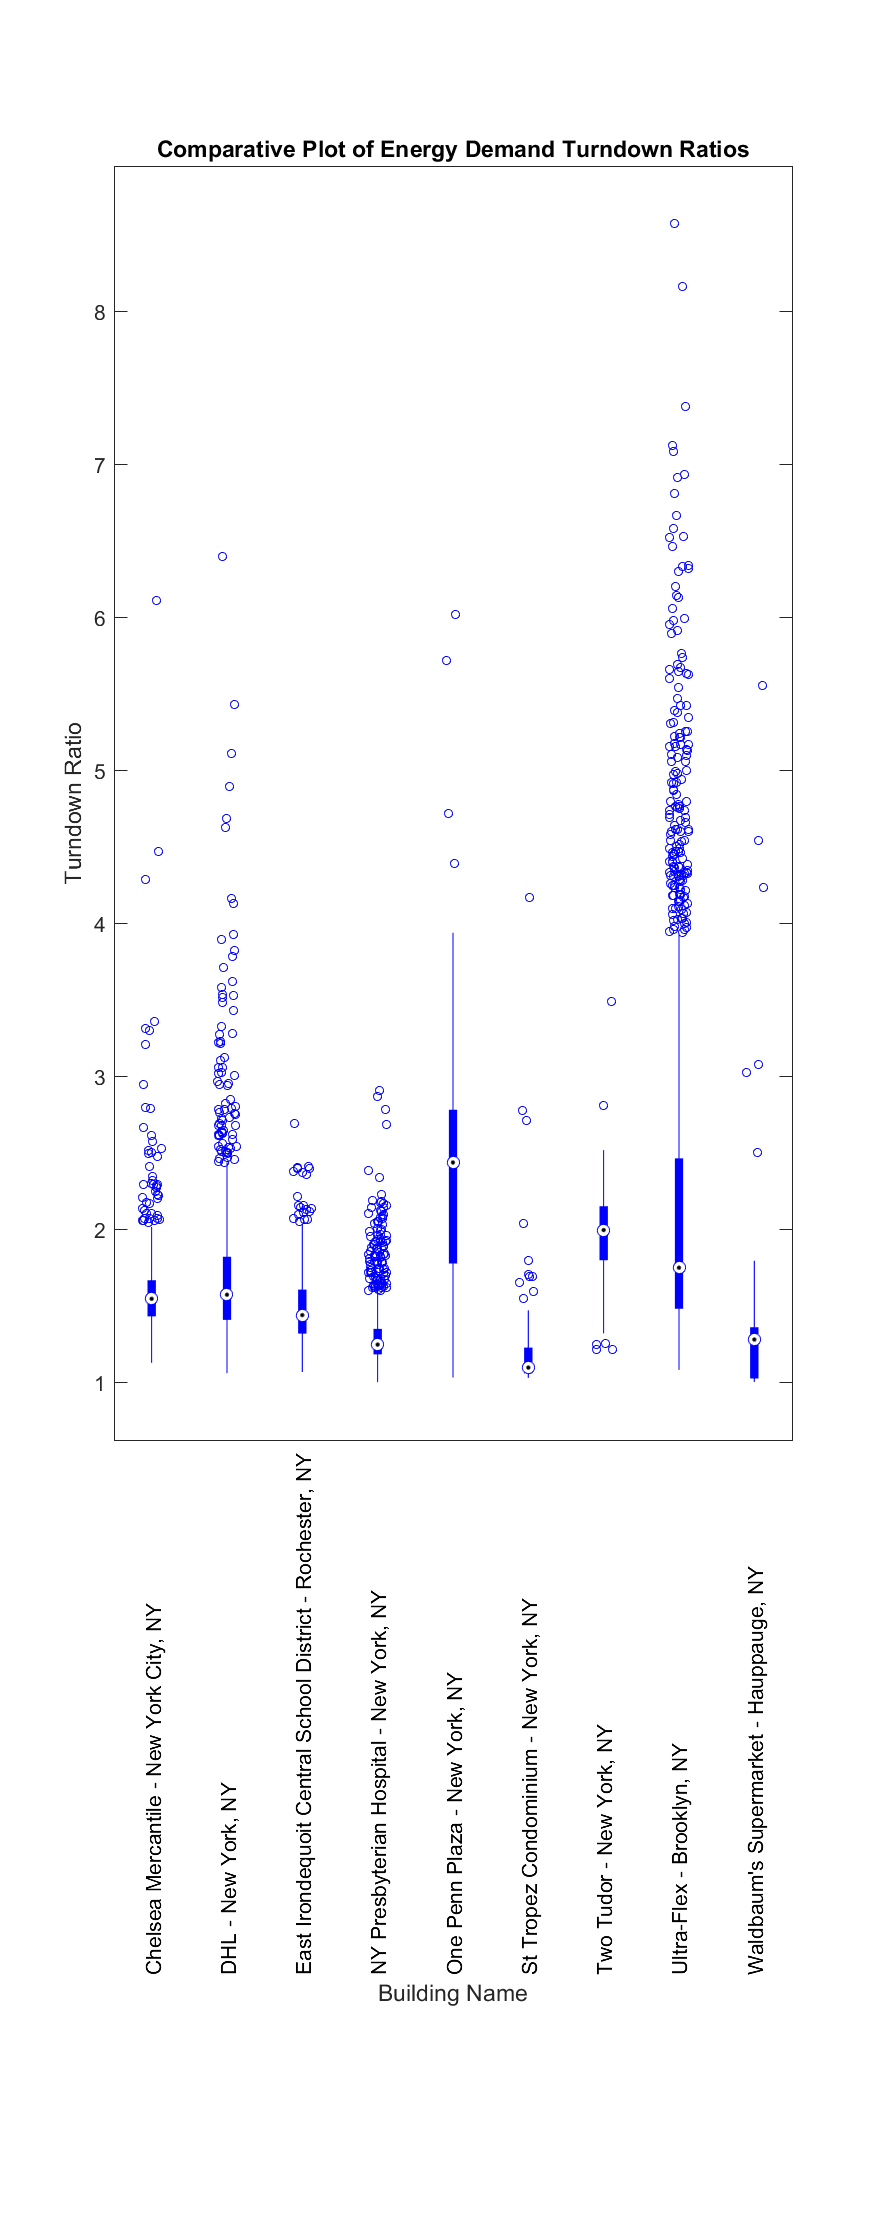 Comparative Plot of Energy Demand Turndown Ratios
8
7
6
5
4
3
2
1
Turndown Ratio
Chelsea Mercantile - New York City, NY
DHL - New York, NY
East Irondequoit Central School District - Rochester, NY
NY Presbyterian Hospital - New York, NY
One Penn Plaza - New York, NY
St Tropez Condominium - New York, NY
Two Tudor - New York, NY
Ultra-Flex - Brooklyn, NY
Waldbaum's Supermarket - Hauppauge, NY
Building Name